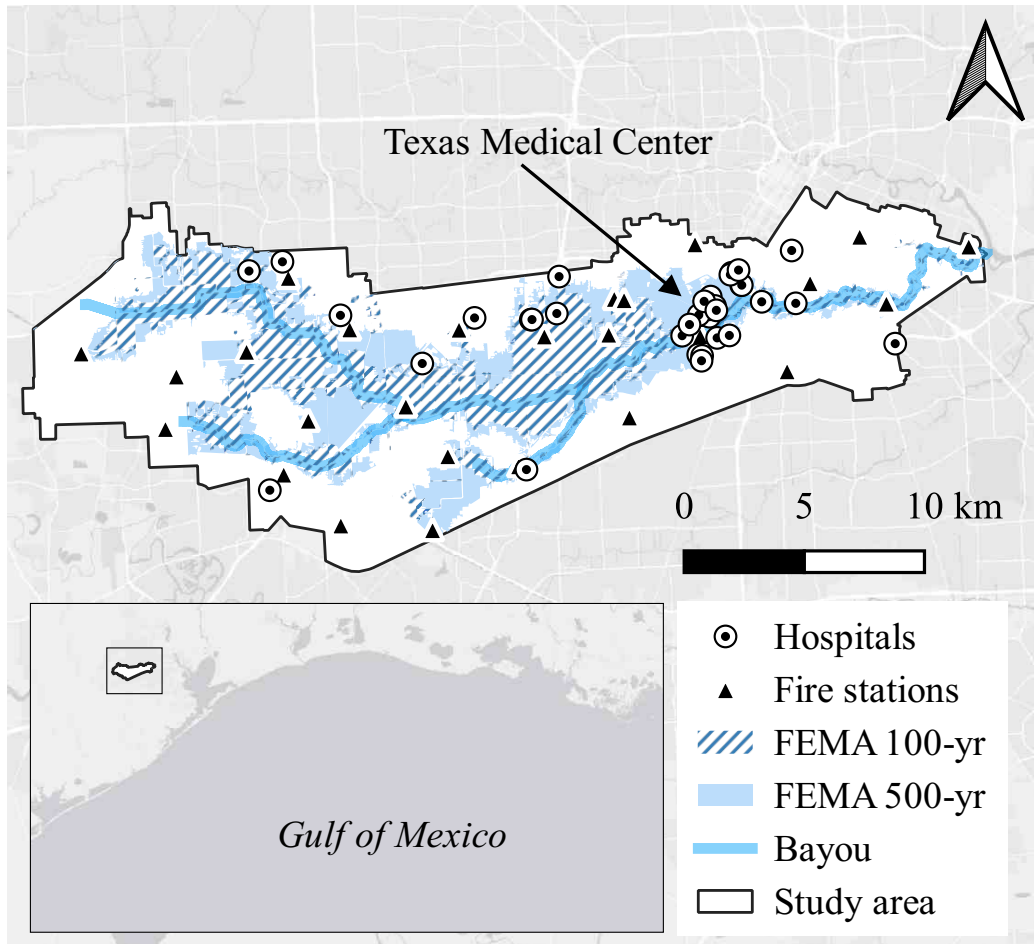 Texas Medical Center
0 5 10 km
Hospitals
Fire stations
FEMA 100-yr
FEMA 500-yr
Bayou
Study area
Gulf of Mexico